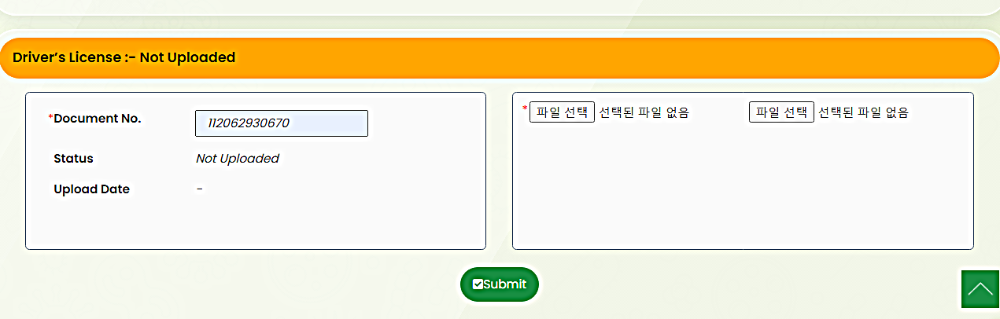 Driver's License :- Not Uploaded
*Document No. 112062930670
Status Not Uploaded
Upload Date -
* 파일 선택 선택된 파일 없음 파일 선택 선택된 파일 없음
Submit